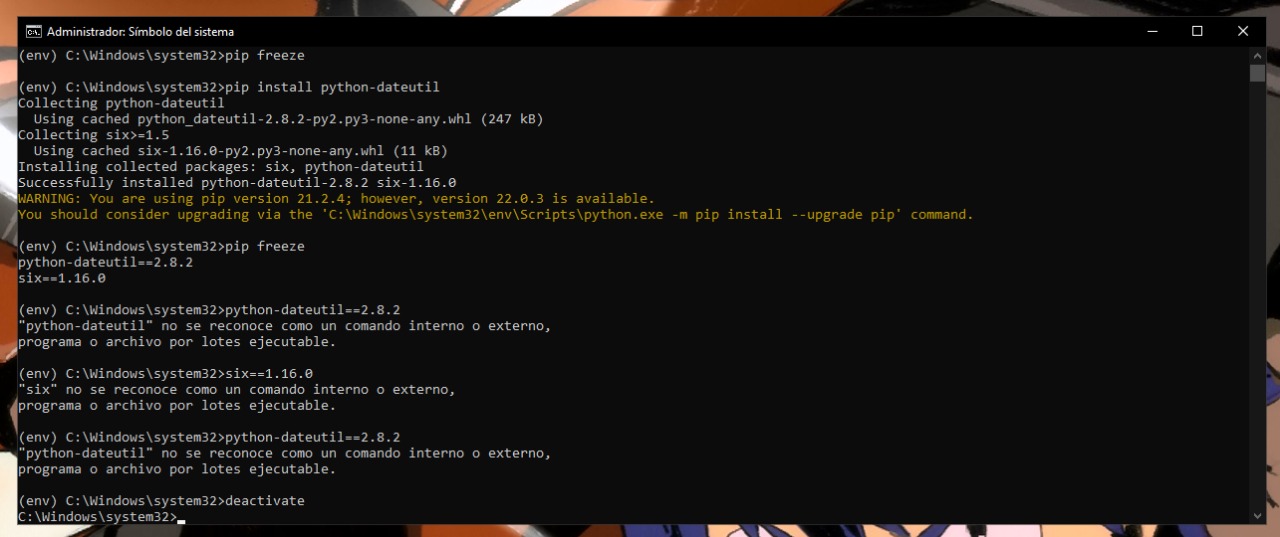 Administrador: Símbolo del sistema
(env) C:\Windows\system32>pip freeze
(env) C:\Windows\system32>pip install python-dateutil
Collecting python-dateutil
  Using cached python_dateutil-2.8.2-py2.py3-none-any.whl (247 kB)
Collecting six>=1.5
  Using cached six-1.16.0-py2.py3-none-any.whl (11 kB)
Installing collected packages: six, python-dateutil
Successfully installed python-dateutil-2.8.2 six-1.16.0
WARNING: You are using pip version 21.2.4; however, version 22.0.3 is available.
You should consider upgrading via the 'C:\Windows\system32\env\Scripts\python.exe -m pip install --upgrade pip' command.
(env) C:\Windows\system32>pip freeze
python-dateutil==2.8.2
six==1.16.0
(env) C:\Windows\system32>python-dateutil==2.8.2
"python-dateutil" no se reconoce como un comando interno o externo,
programa o archivo por lotes ejecutable.
(env) C:\Windows\system32>six==1.16.0
"six" no se reconoce como un comando interno o externo,
programa o archivo por lotes ejecutable.
(env) C:\Windows\system32>python-dateutil==2.8.2
"python-dateutil" no se reconoce como un comando interno o externo,
programa o archivo por lotes ejecutable.
(env) C:\Windows\system32>deactivate
C:\Windows\system32>